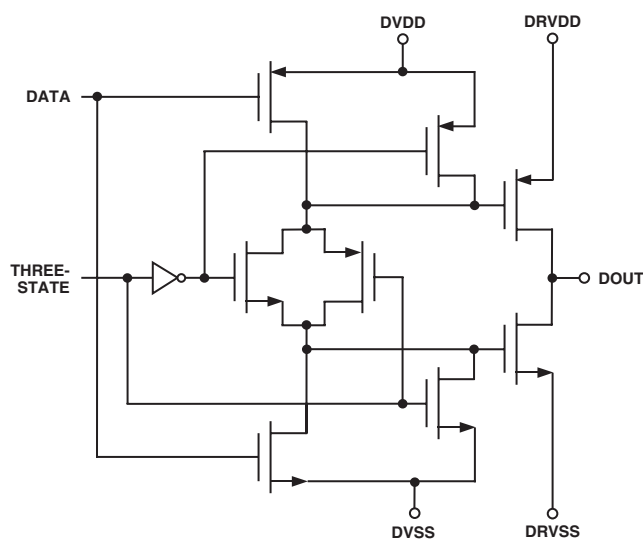 DVDD
DRVDD
DATA
THREE-
STATE
DOUT
DVSS
DRVSS